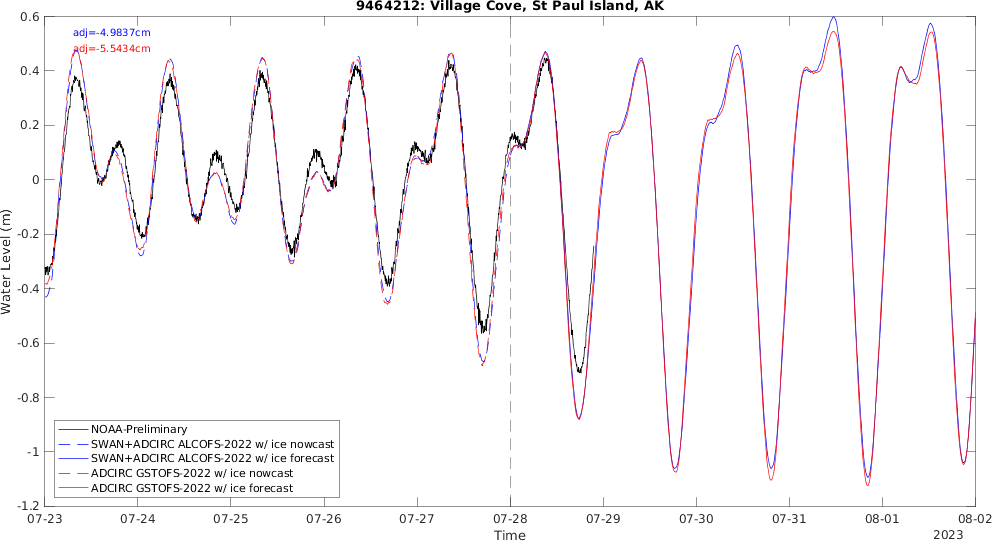 9464212: Village Cove, St Paul Island, AK
adj=-4.9837cm
adj=-5.5434cm
0.6
0.4
0.2
0
-0.2
-0.4
-0.6
-0.8
-1
-1.2
Water Level (m)
NOAA-Preliminary
SWAN+ADCIRC ALCOFS-2022 w/ ice nowcast
SWAN+ADCIRC ALCOFS-2022 w/ ice forecast
ADCIRC GSTOFS-2022 w/ ice nowcast
ADCIRC GSTOFS-2022 w/ ice forecast
07-23 07-24 07-25 07-26 07-27 07-28 07-29 07-30 07-31 08-01 08-02
Time
2023